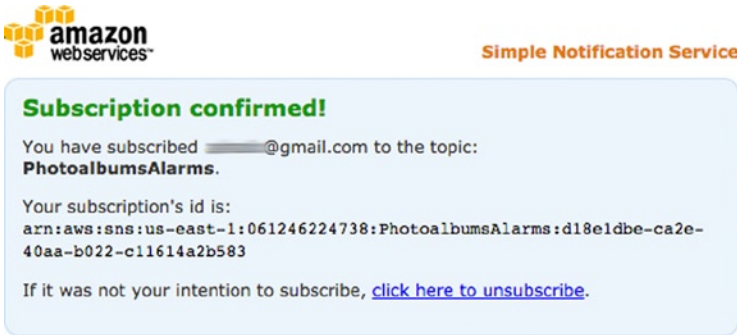 amazon
webservices™
Simple Notification Service
Subscription confirmed!
You have subscribed @gmail.com to the topic:
PhotoalbumsAlarms.
Your subscription's id is:
arn:aws:sns:us-east-1:061246224738:PhotoalbumsAlarms:d18e1dbe-ca2e-
40aa-b022-c11614a2b583
If it was not your intention to subscribe, click here to unsubscribe.